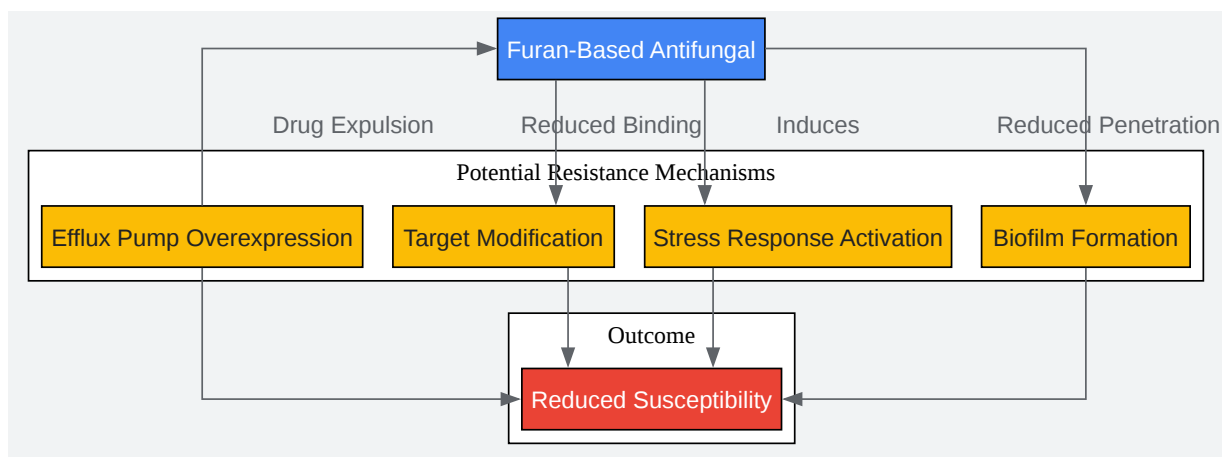 Furan-Based Antifungal
Drug Expulsion
Reduced Binding
Induces
Reduced Penetration
Potential Resistance Mechanisms
Efflux Pump Overexpression
Target Modification
Stress Response Activation
Biofilm Formation
Outcome
Reduced Susceptibility